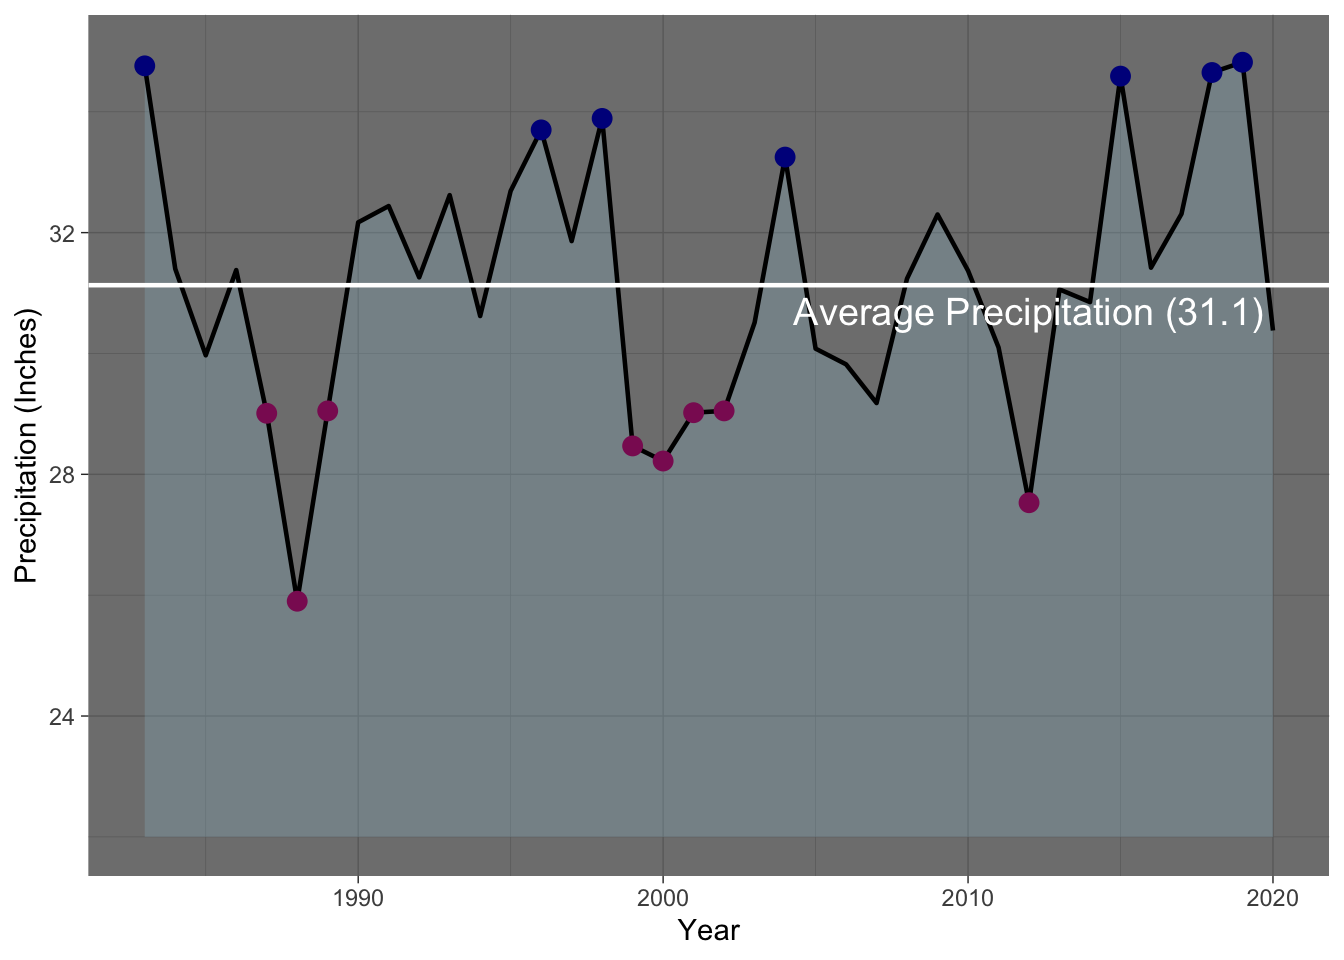 32
28
24
Precipitation (Inches)
Average Precipitation (31.1)
1990 2000 2010 2020
Year